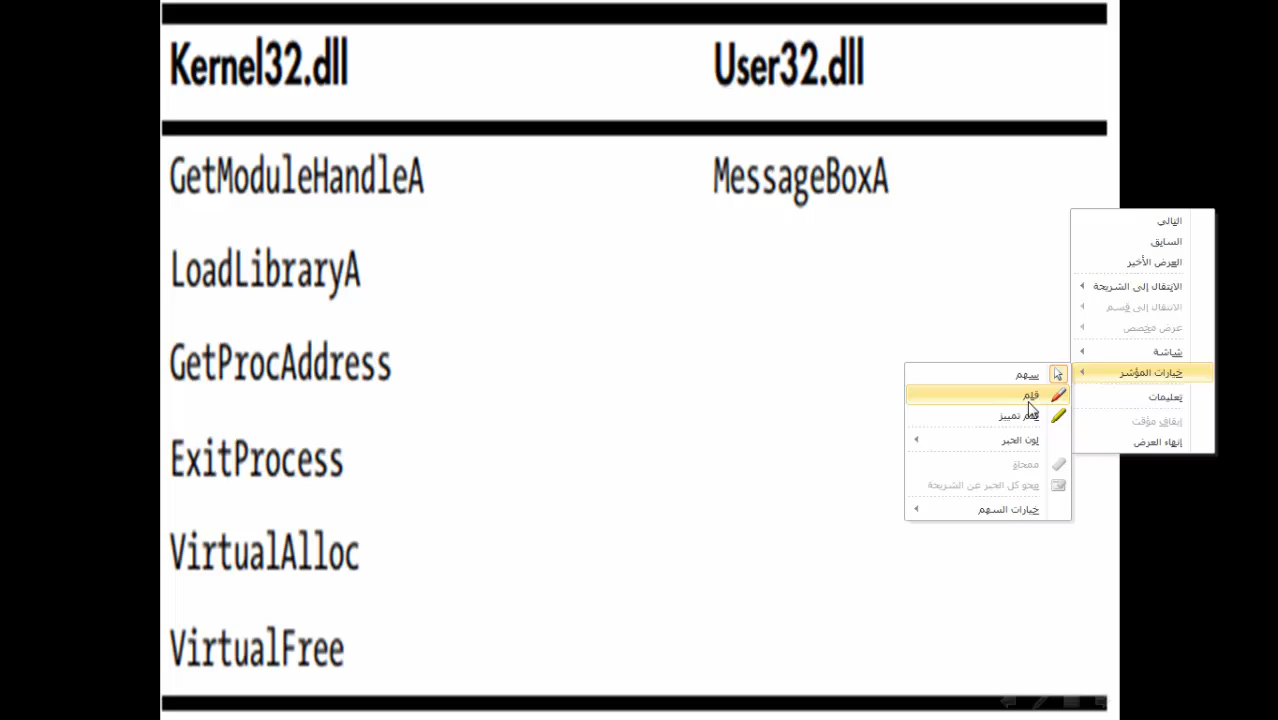 Kernel32.dll User32.dll
GetModuleHandleA MessageBoxA
LoadLibraryA
GetProcAddress
ExitProcess
VirtualAlloc
VirtualFree
التالي
السابق
العرض الأخير
الانتقال إلى الشريحة
الانتقال إلى قسم
عرض مخصص
شاشة
خيارات المؤشر
تعليمات
إيقاف مؤقت
إنهاء العرض
سهم
قلم
قلم تمييز
لون الحبر
ممحاة
محو كل الحبر عن الشريحة
خيارات السهم